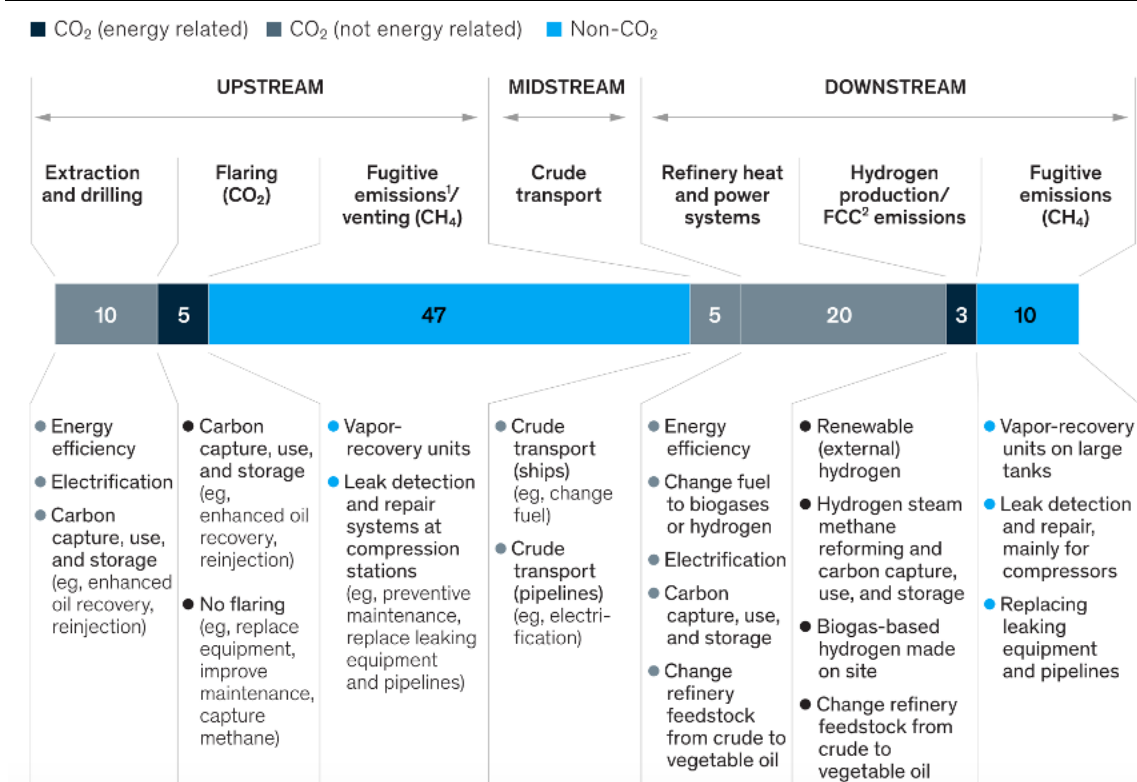 CO₂ (energy related) CO₂ (not energy related) Non-CO₂
UPSTREAM MIDSTREAM DOWNSTREAM
Extraction
and drilling
Flaring
(CO₂)
Fugitive
emissions¹/
venting (CH₄)
Crude
transport
Refinery heat
and power
systems
Hydrogen
production/
FCC² emissions
Fugitive
emissions
(CH₄)
10 5 47 5 20 3 10
Energy
efficiency
Electrification
Carbon
capture, use,
and storage
(eg, enhanced
oil recovery,
reinjection)
Carbon
capture, use,
and storage
(eg,
enhanced oil
recovery,
reinjection)
No flaring
(eg, replace
equipment,
improve
maintenance,
capture
methane)
Vapor-
recovery units
Leak detection
and repair
systems at
compression
stations
(eg, preventive
maintenance,
replace leaking
equipment
and pipelines)
Crude
transport
(ships)
(eg, change
fuel)
Crude
transport
(pipelines)
(eg, electri-
fication)
Energy
efficiency
Change fuel
to biogases
or hydrogen
Electrification
Carbon
capture, use,
and storage
Change
refinery
feedstock
from crude to
vegetable oil
Renewable
(external)
hydrogen
Hydrogen steam
methane
reforming and
carbon capture,
use, and storage
Biogas-based
hydrogen made
on site
Change refinery
feedstock from
crude to
vegetable oil
Vapor-recovery
units on large
tanks
Leak detection
and repair,
mainly for
compressors
Replacing
leaking
equipment
and pipelines